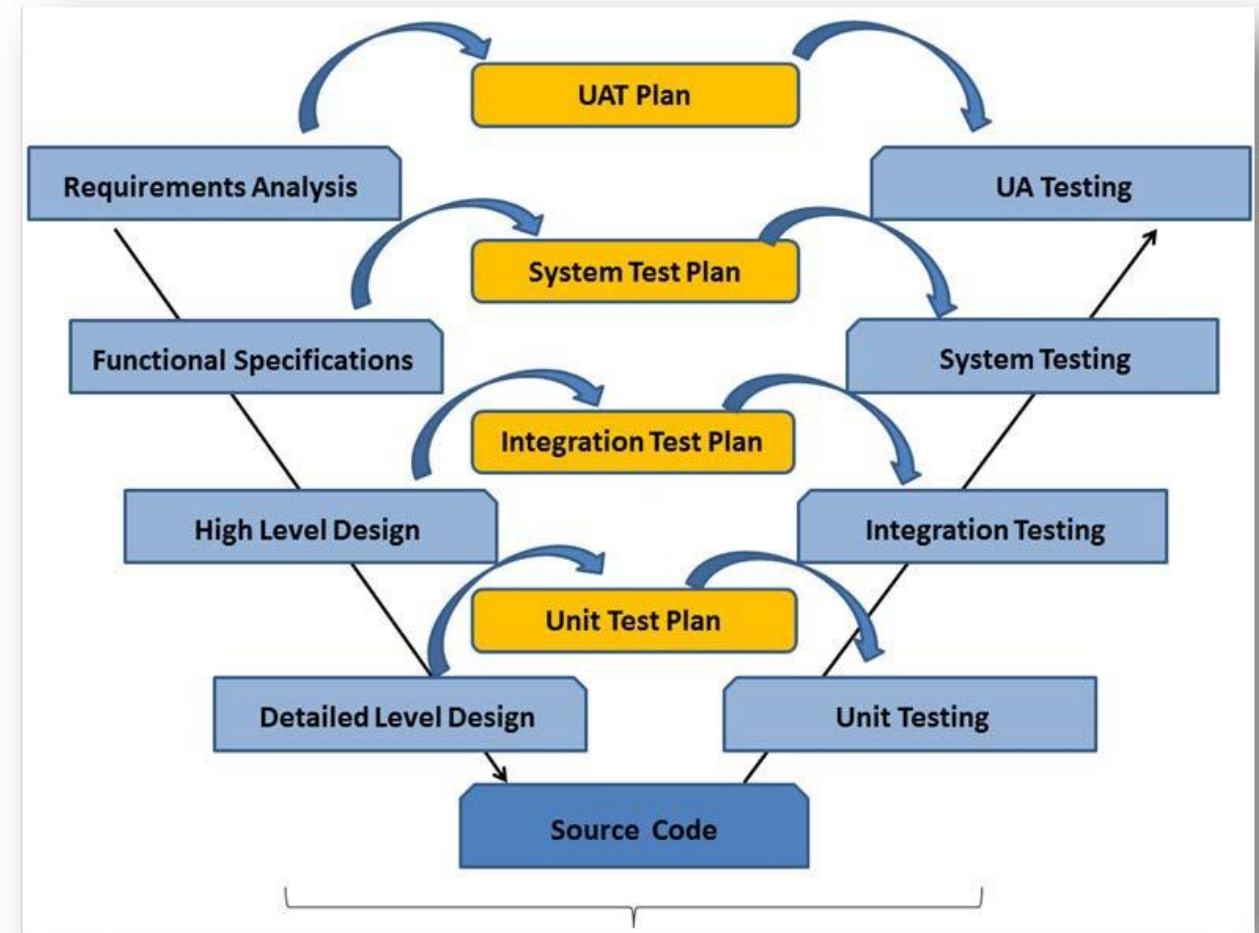 UAT Plan
Requirements Analysis
UA Testing
System Test Plan
Functional Specifications
System Testing
Integration Test Plan
High Level Design
Integration Testing
Unit Test Plan
Detailed Level Design
Unit Testing
Source Code